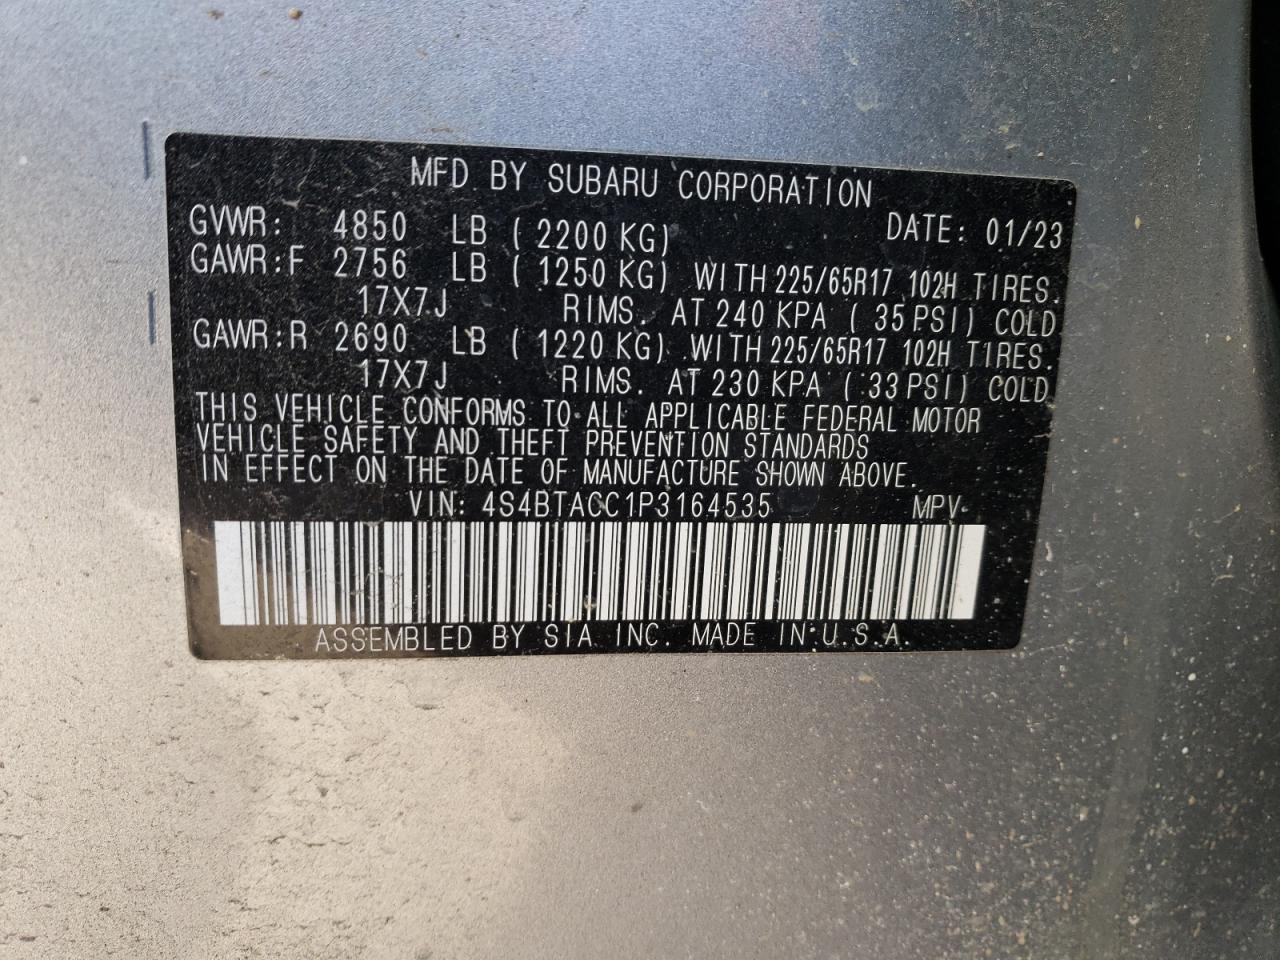 MFD. BY SUBARU CORPORATION
GVWR: 4850 LB (2200 KG) DATE: 01/23
GAWR:F 2756 LB (1250 KG) WITH 225/65R17 102H TIRES.
17X7J RIMS. AT 240 KPA (35 PSI) COLD
GAWR:R 2690 LB (1220 KG) WITH 225/65R17 102H TIRES.
17X7J RIMS. AT 230 KPA (33 PSI) COLD
THIS VEHICLE CONFORMS TO ALL APPLICABLE FEDERAL MOTOR
VEHICLE SAFETY AND THEFT PREVENTION STANDARDS
IN EFFECT ON THE DATE OF MANUFACTURE SHOWN ABOVE.
VIN: 4S4BTACC1P3164535 MPV
ASSEMBLED BY SIA INC. MADE IN U.S.A.